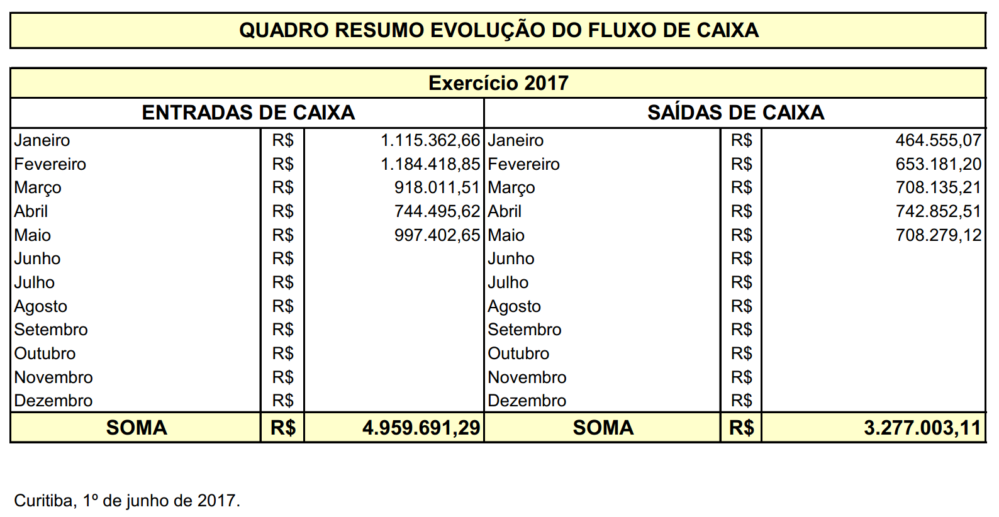 QUADRO RESUMO EVOLUÇÃO DO FLUXO DE CAIXA
Exercício 2017
ENTRADAS DE CAIXA SAÍDAS DE CAIXA
Janeiro R$ 1.115.362,66 Janeiro R$ 464.555,07
Fevereiro R$ 1.184.418,85 Fevereiro R$ 653.181,20
Março R$ 918.011,51 Março R$ 708.135,21
Abril R$ 744.495,62 Abril R$ 742.852,51
Maio R$ 997.402,65 Maio R$ 708.279,12
Junho R$ Junho R$
Julho R$ Julho R$
Agosto R$ Agosto R$
Setembro R$ Setembro R$
Outubro R$ Outubro R$
Novembro R$ Novembro R$
Dezembro R$ Dezembro R$
SOMA R$ 4.959.691,29 SOMA R$ 3.277.003,11
Curitiba, 1º de junho de 2017.